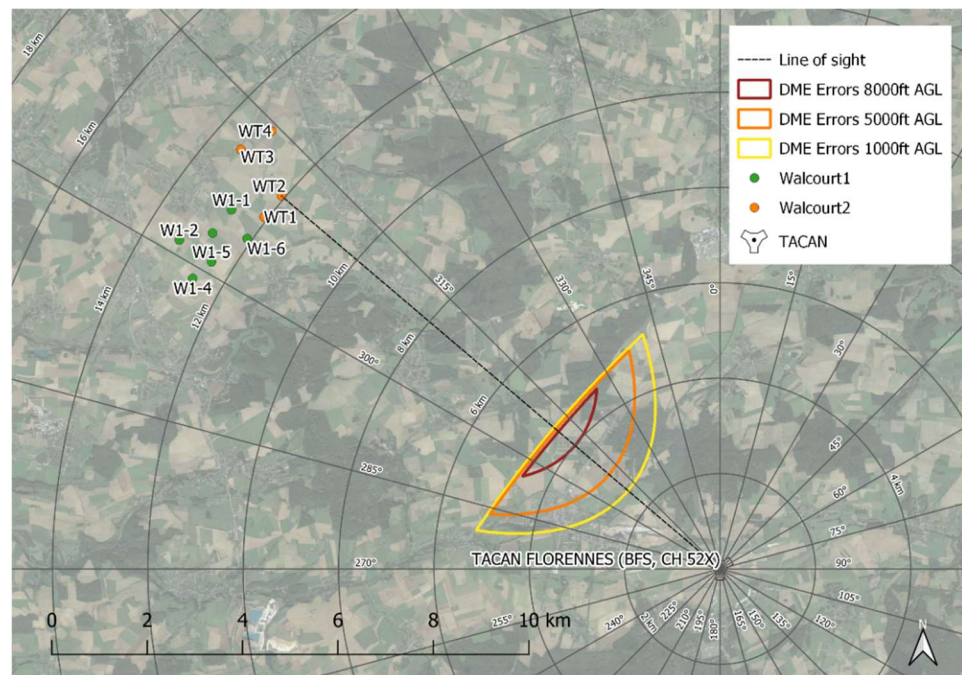 18 km
16 km
14 km
12 km
10 km
8 km
6 km
4 km
2 km
Line of sight
DME Errors 8000ft AGL
DME Errors 5000ft AGL
DME Errors 1000ft AGL
Walcourt1
Walcourt2
TACAN
WT4
WT3
WT2
W1-1
WT1
W1-2
W1-6
W1-5
W1-4
270°
285°
300°
315°
330°
345°
0°
15°
30°
45°
60°
75°
90°
105°
120°
135°
150°
165°
180°
195°
210°
225°
240°
255°
TACAN FLORENNES (BFS, CH 52X)
0 2 4 6 8 10 km
N